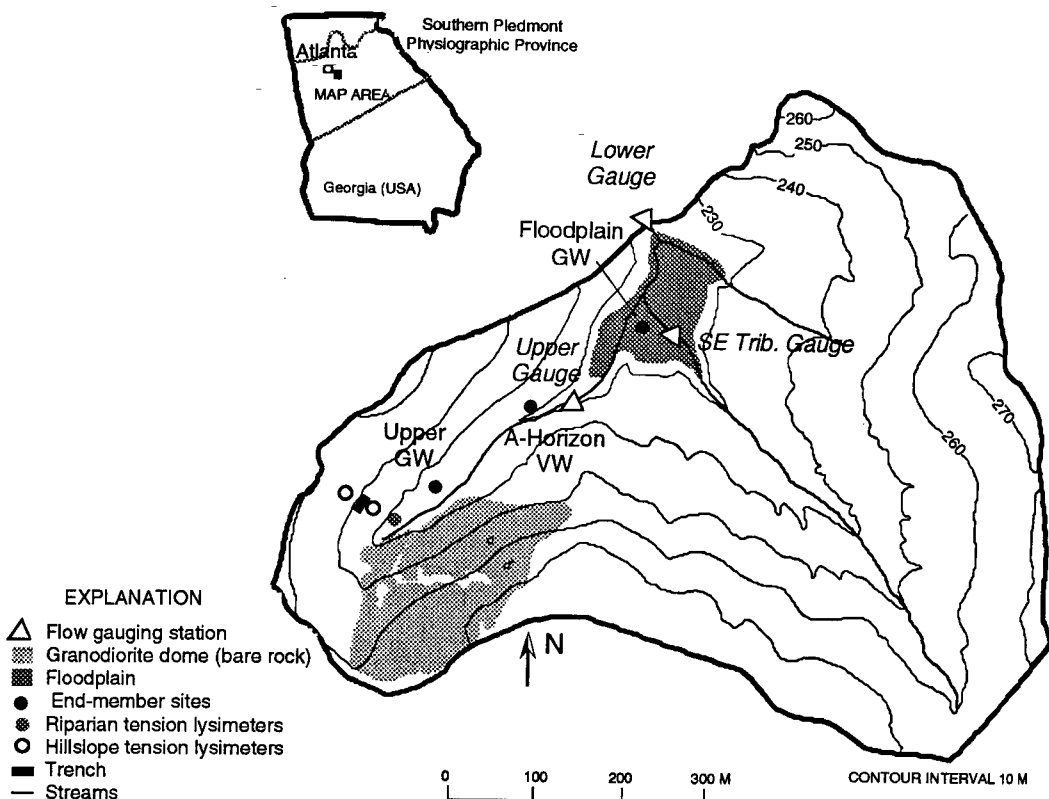 Southern Piedmont
Physiographic Province
Atlanta
MAP AREA
Georgia (USA)
260
250
240
230
Lower
Gauge
Floodplain
GW
SE Trib. Gauge
Upper
Gauge
270
260
A-Horizon
VW
Upper
GW
EXPLANATION
Flow gauging station
Granodiorite dome (bare rock)
Floodplain
End-member sites
Riparian tension lysimeters
Hillslope tension lysimeters
Trench
Streams
N
0 100 200 300 M
CONTOUR INTERVAL 10 M